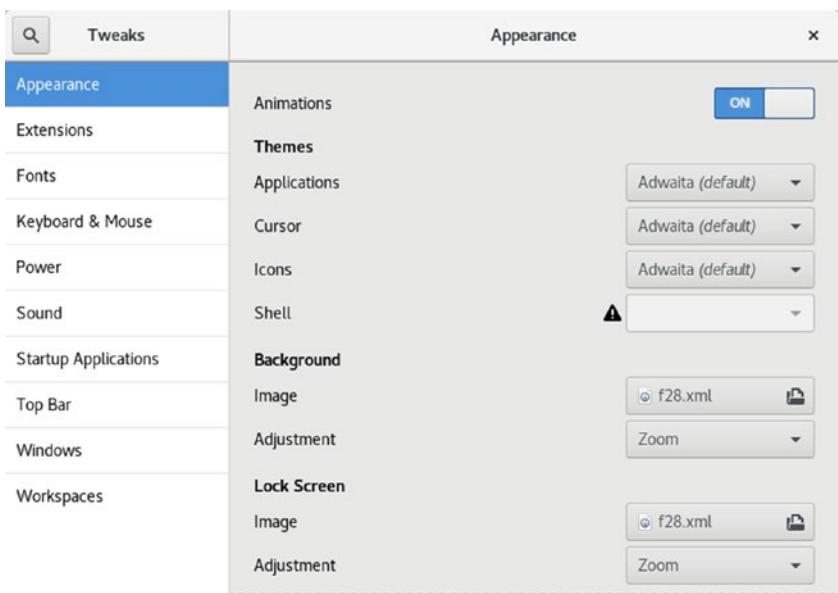 Tweaks
Appearance
Appearance
Extensions
Fonts
Keyboard & Mouse
Power
Sound
Startup Applications
Top Bar
Windows
Workspaces
Animations ON
Themes
Applications Adwaita (default)
Cursor Adwaita (default)
Icons Adwaita (default)
Shell
Background
Image f28.xml
Adjustment Zoom
Lock Screen
Image f28.xml
Adjustment Zoom